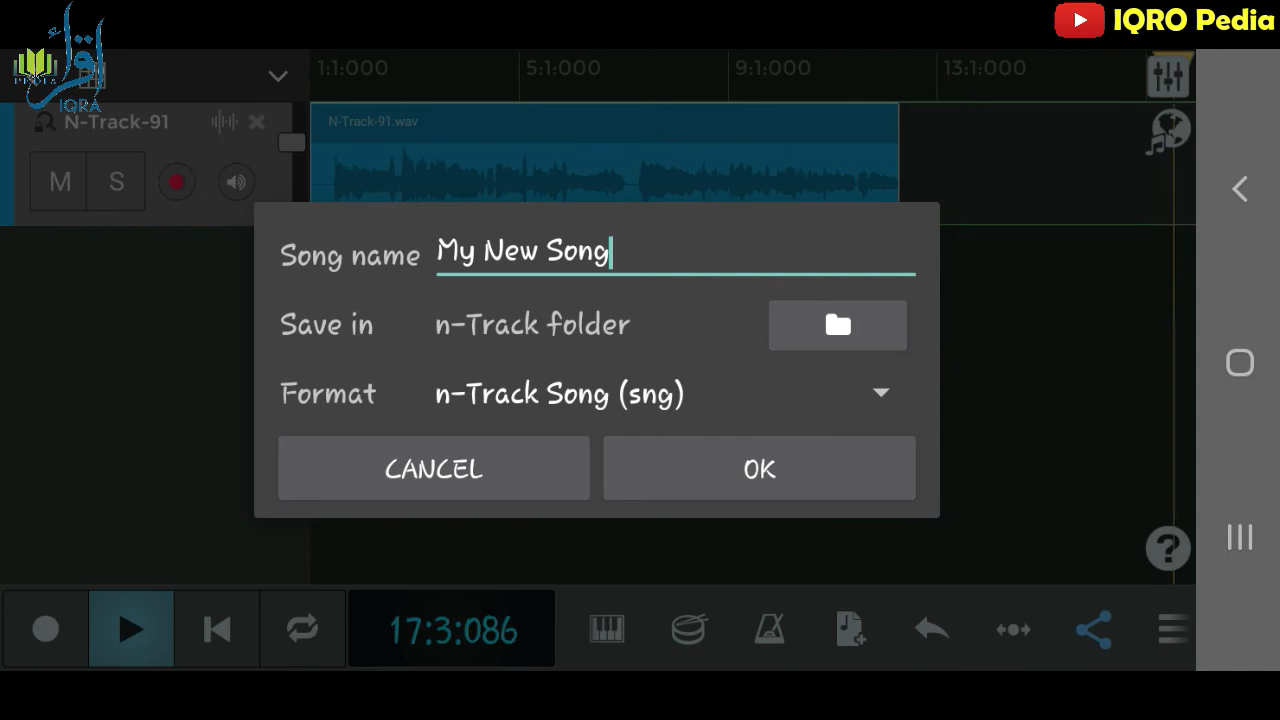 IQRO Pedia
اقرأ
PEDIA
IQRA
1:1:000
5:1:000
9:1:000
13:1:000
N-Track-91
N-Track-91.wav
M
S
Song name
My New Song
Save in
n-Track folder
Format
n-Track Song (sng)
CANCEL
OK
?
17:3:086